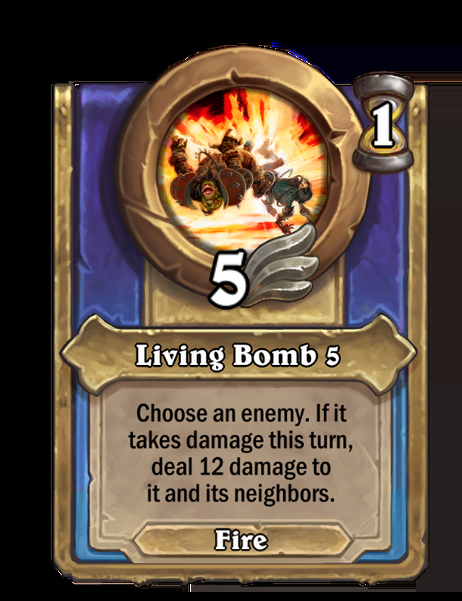 1
5
Living Bomb 5
Choose an enemy. If it
takes damage this turn,
deal 12 damage to
it and its neighbors.
Fire